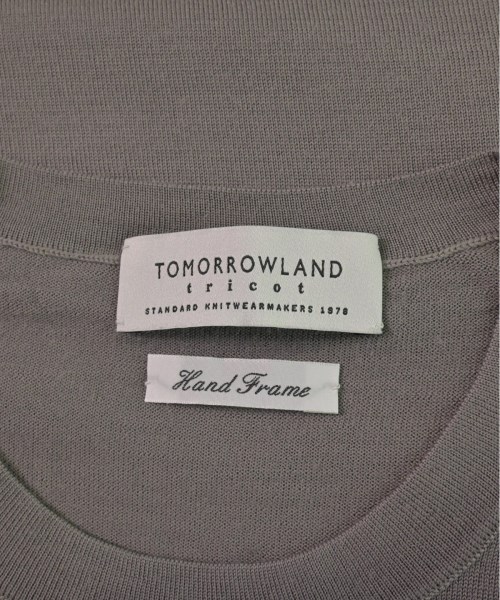 TOMORROWLAND
tricot
STANDARD KNITWEARMAKERS 1978
Hand Frame